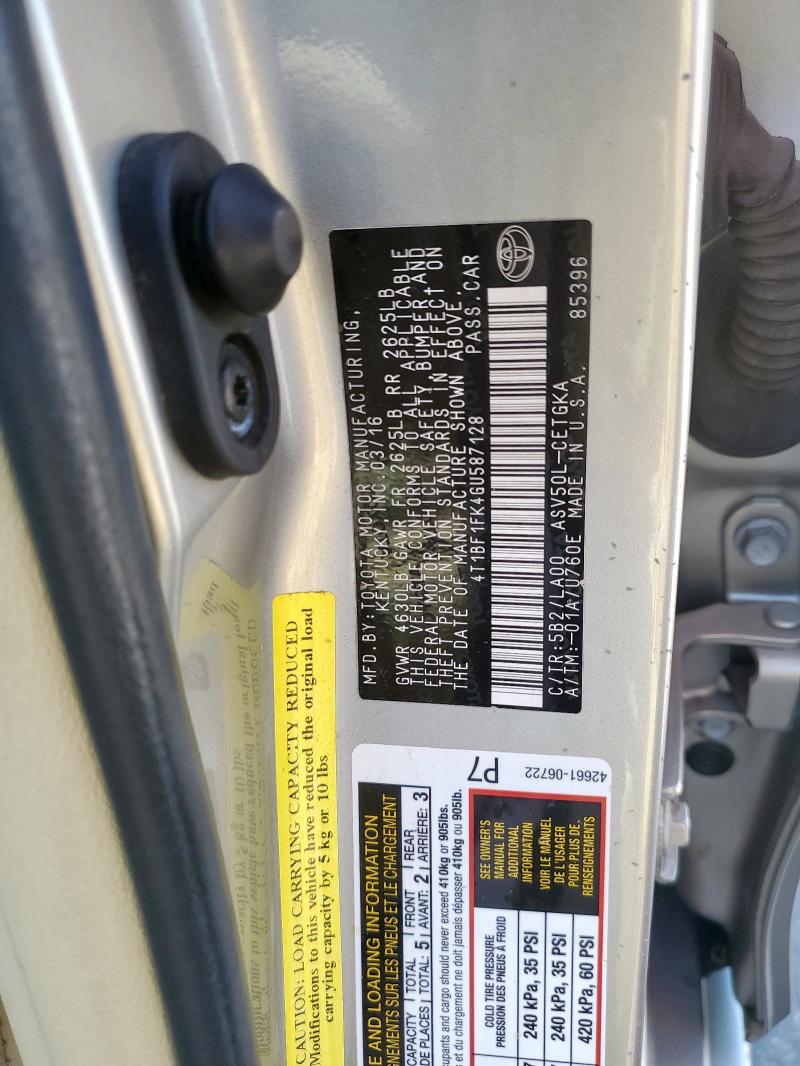 MFD.BY:TOYOTA MOTOR MANUFACTURING,
KENTUCKY, INC. 03/16
GVWR 4630LB GAWR FR 2625LB RR 2625LB
THIS VEHICLE CONFORMS TO ALL APPLICABLE
FEDERAL MOTOR VEHICLE SAFETY, BUMPER, AND
THEFT PREVENTION STANDARDS IN EFFECT ON
THE DATE OF MANUFACTURE SHOWN ABOVE.
4T1BF1FK4GU587128 PASS.CAR
C/TR:5B2/LA00 ASV50L-CETGKA
A/TM:-01A/U760E MADE IN U.S.A. 85396
CAUTION: LOAD CARRYING CAPACITY REDUCED
Modifications to this vehicle have reduced the original load
carrying capacity by 5 kg or 10 lbs
E AND LOADING INFORMATION
GNEMENTS SUR LES PNEUS ET LE CHARGEMENT
CAPACITY TOTAL FRONT REAR
DE PLACES TOTAL: 5 AVANT: 2 ARRIÈRE: 3
cupants and cargo should never exceed 410kg or 905lbs.
s et du chargement ne doit jamais dépasser 410kg ou 905lb.
P7
42661-06722
COLD TIRE PRESSURE
PRESSION DES PNEUS À FROID
240 kPa, 35 PSI
240 kPa, 35 PSI
420 kPa, 60 PSI
SEE OWNER'S
MANUAL FOR
ADDITIONAL
INFORMATION
VOIR LE MANUEL
DE L'USAGER
POUR PLUS DE
RENSEIGNEMENTS